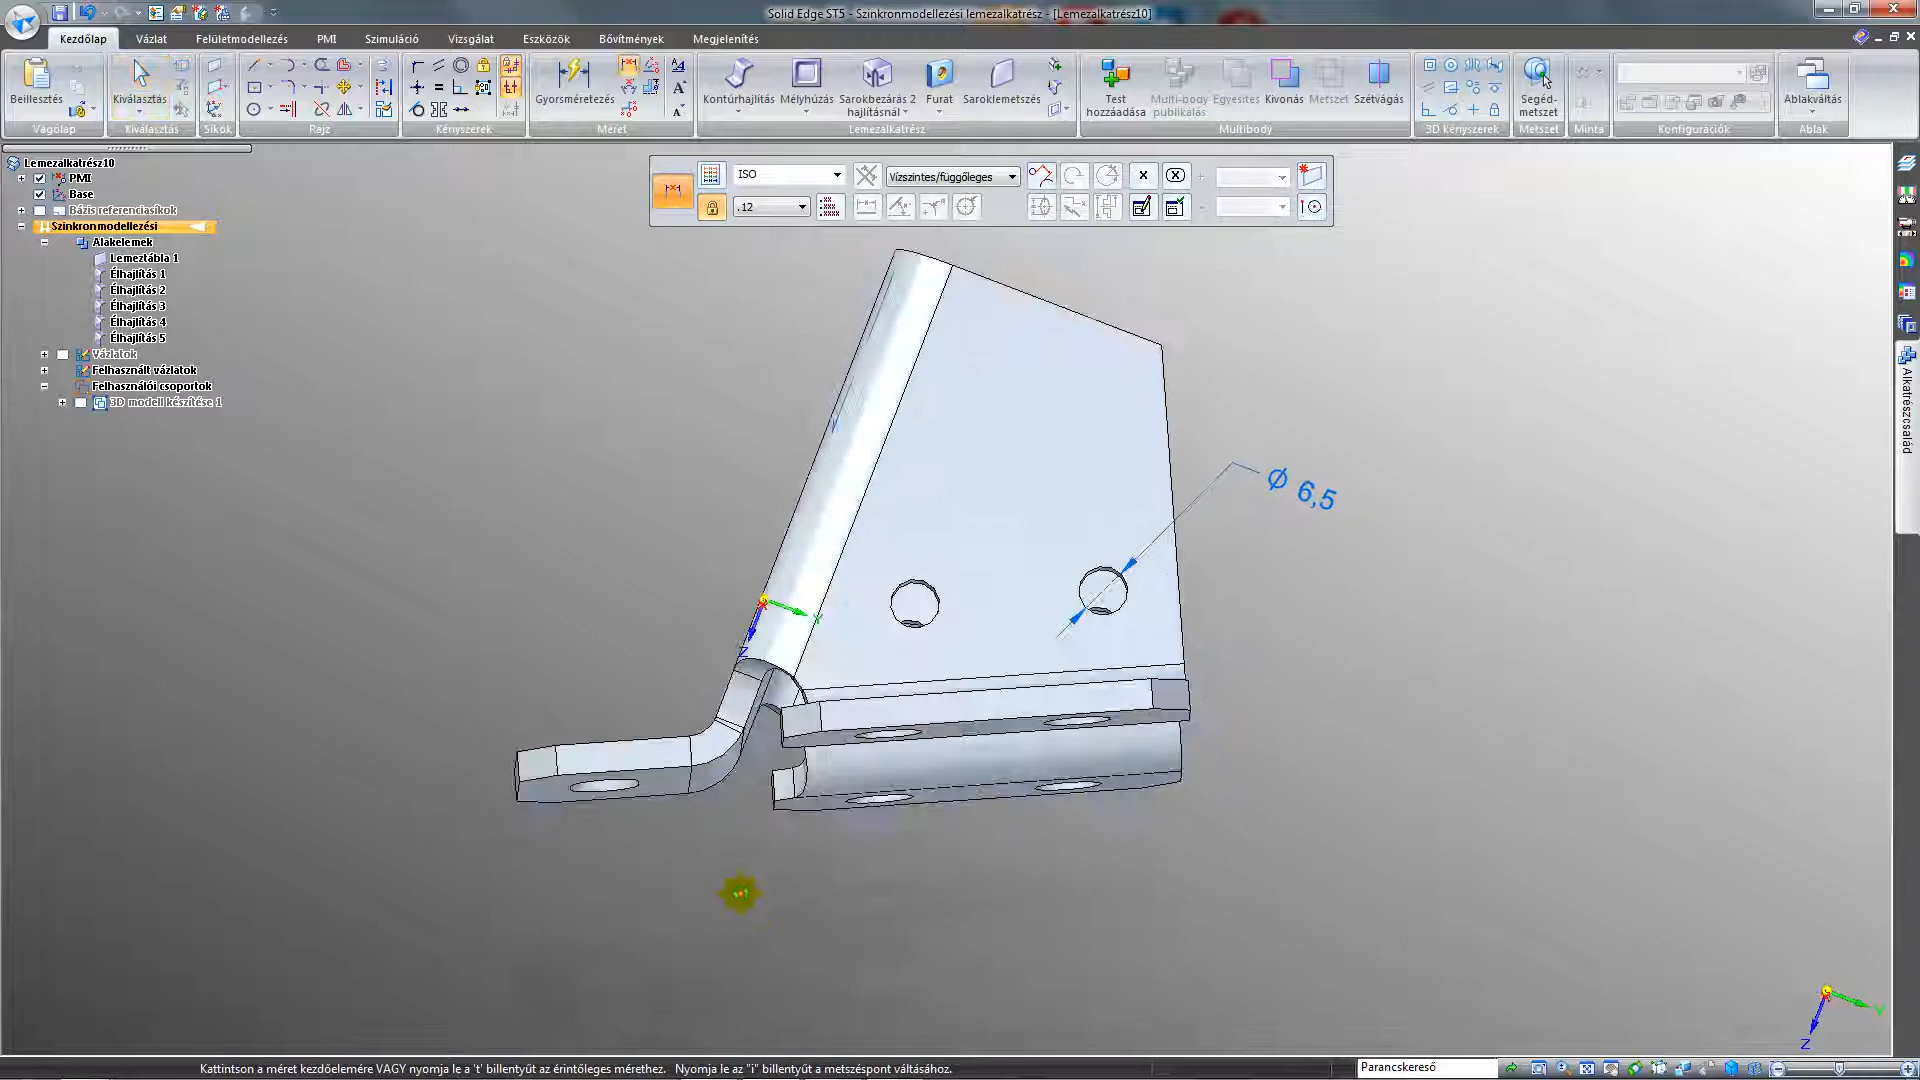 Solid Edge ST5 - Szinkronmodellezési lemezalkatrész - [Lemezalkatrész10]
Kezdőlap Vázlat Felületmodellezés PMI Szimuláció Vizsgálat Eszközök Bővítmények Megjelenítés
Beillesztés
Vágólap
Kiválasztás
Kiválasztás
Síkok
Rajz
Kényszerek
Gyorsméretezés
Méret
Kontúrhajlítás Mélyhúzás Sarokbezárás 2 hajlításnál Furat Saroklemetszés
Lemezalkatrész
Test hozzáadása Multi-body publikálás Egyesítés Kivonás Metszet Szétvágás
Multibody
3D kényszerek
Segéd-metszet
Metszet
Minta
Konfigurációk
Ablakváltás
Ablak
Lemezalkatrész10
PMI
Base
Bázis referenciasíkok
Szinkronmodellezési
Alakelemek
Lemeztábla 1
Élhajlítás 1
Élhajlítás 2
Élhajlítás 3
Élhajlítás 4
Élhajlítás 5
Vázlatok
Felhasznált vázlatok
Felhasználói csoportok
3D modell készítése 1
ISO
Vízszintes/függőleges
.12
Ø 6,5
Y
Z
Alkatrészcsalád
Y
Z
Kattintson a méret kezdőelemére VAGY nyomja le a 't' billentyűt az érintőleges mérethez. Nyomja le az "i" billentyűt a metszéspont váltásához.
Parancskereső